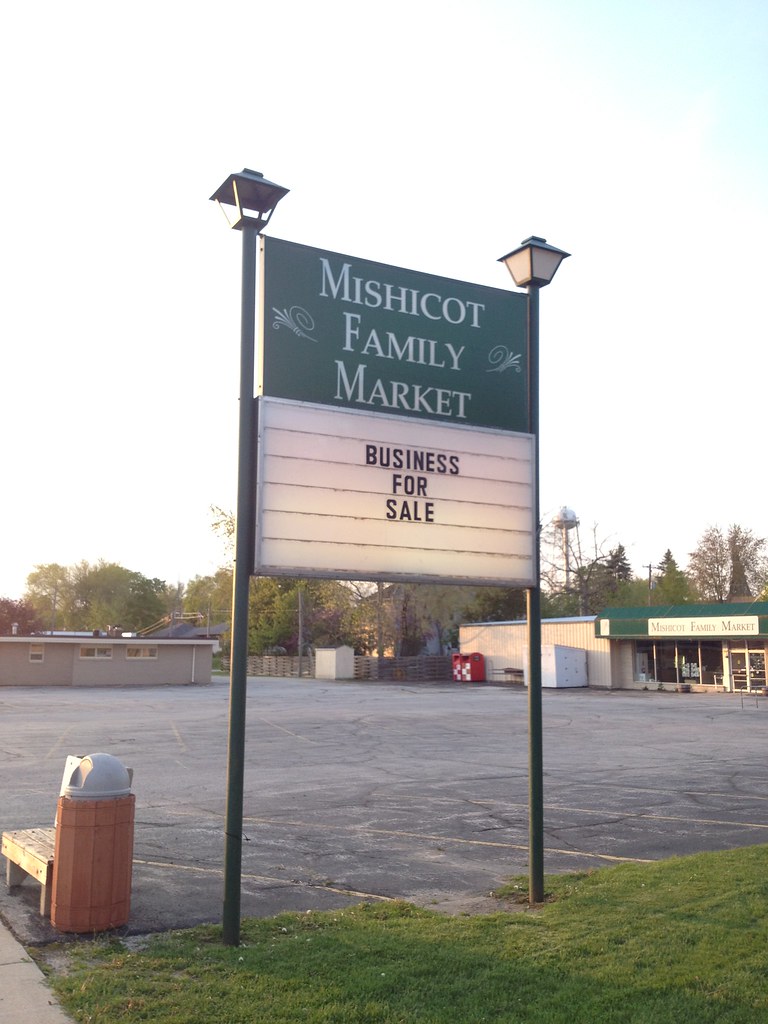 Mishicot
Family
Market
BUSINESS
FOR
SALE
Mishicot Family Market